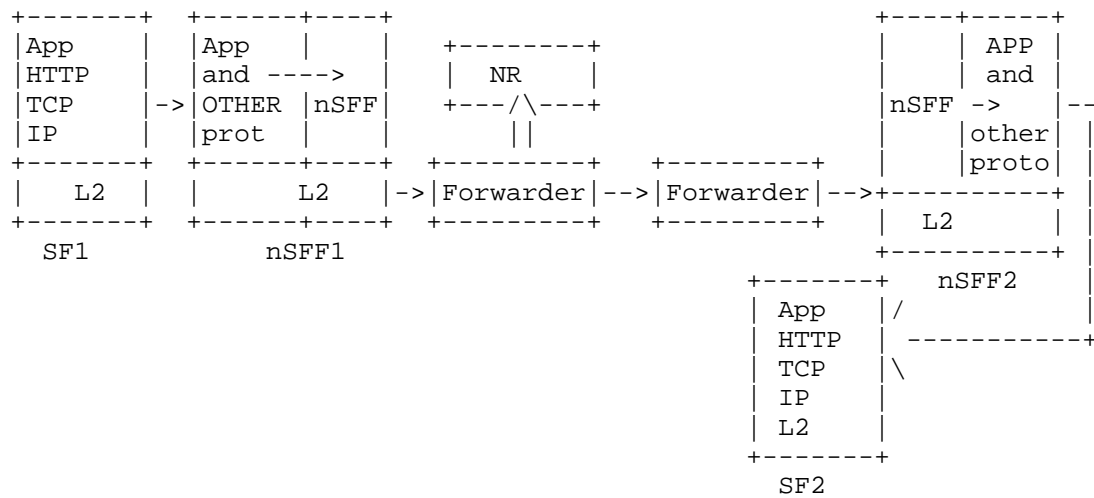 +-------+  +------+----+                            +----+-----+
|App    |  |App   |    |   +---------+              |    | APP |
|HTTP   |  |and ---->  |   |  NR     |              |    | and |
|TCP    |->|OTHER |nSFF|   +---/\---+              |nSFF ->   |--
|IP     |  |prot  |    |       ||                  |    |other| |
+-------+  +------+----+  +---------+  +---------+  |    |proto| |
|   L2  |  |      L2   |->|Forwarder|-->|Forwarder|-->+----------+ |
+-------+  +------+----+  +---------+  +---------+  |  L2      | |
SF1 nSFF1 +----------+ |
+-------+ nSFF2 |
| App |/ |
| HTTP | -----------+
| TCP |\
| IP |
| L2 |
+-------+
SF2